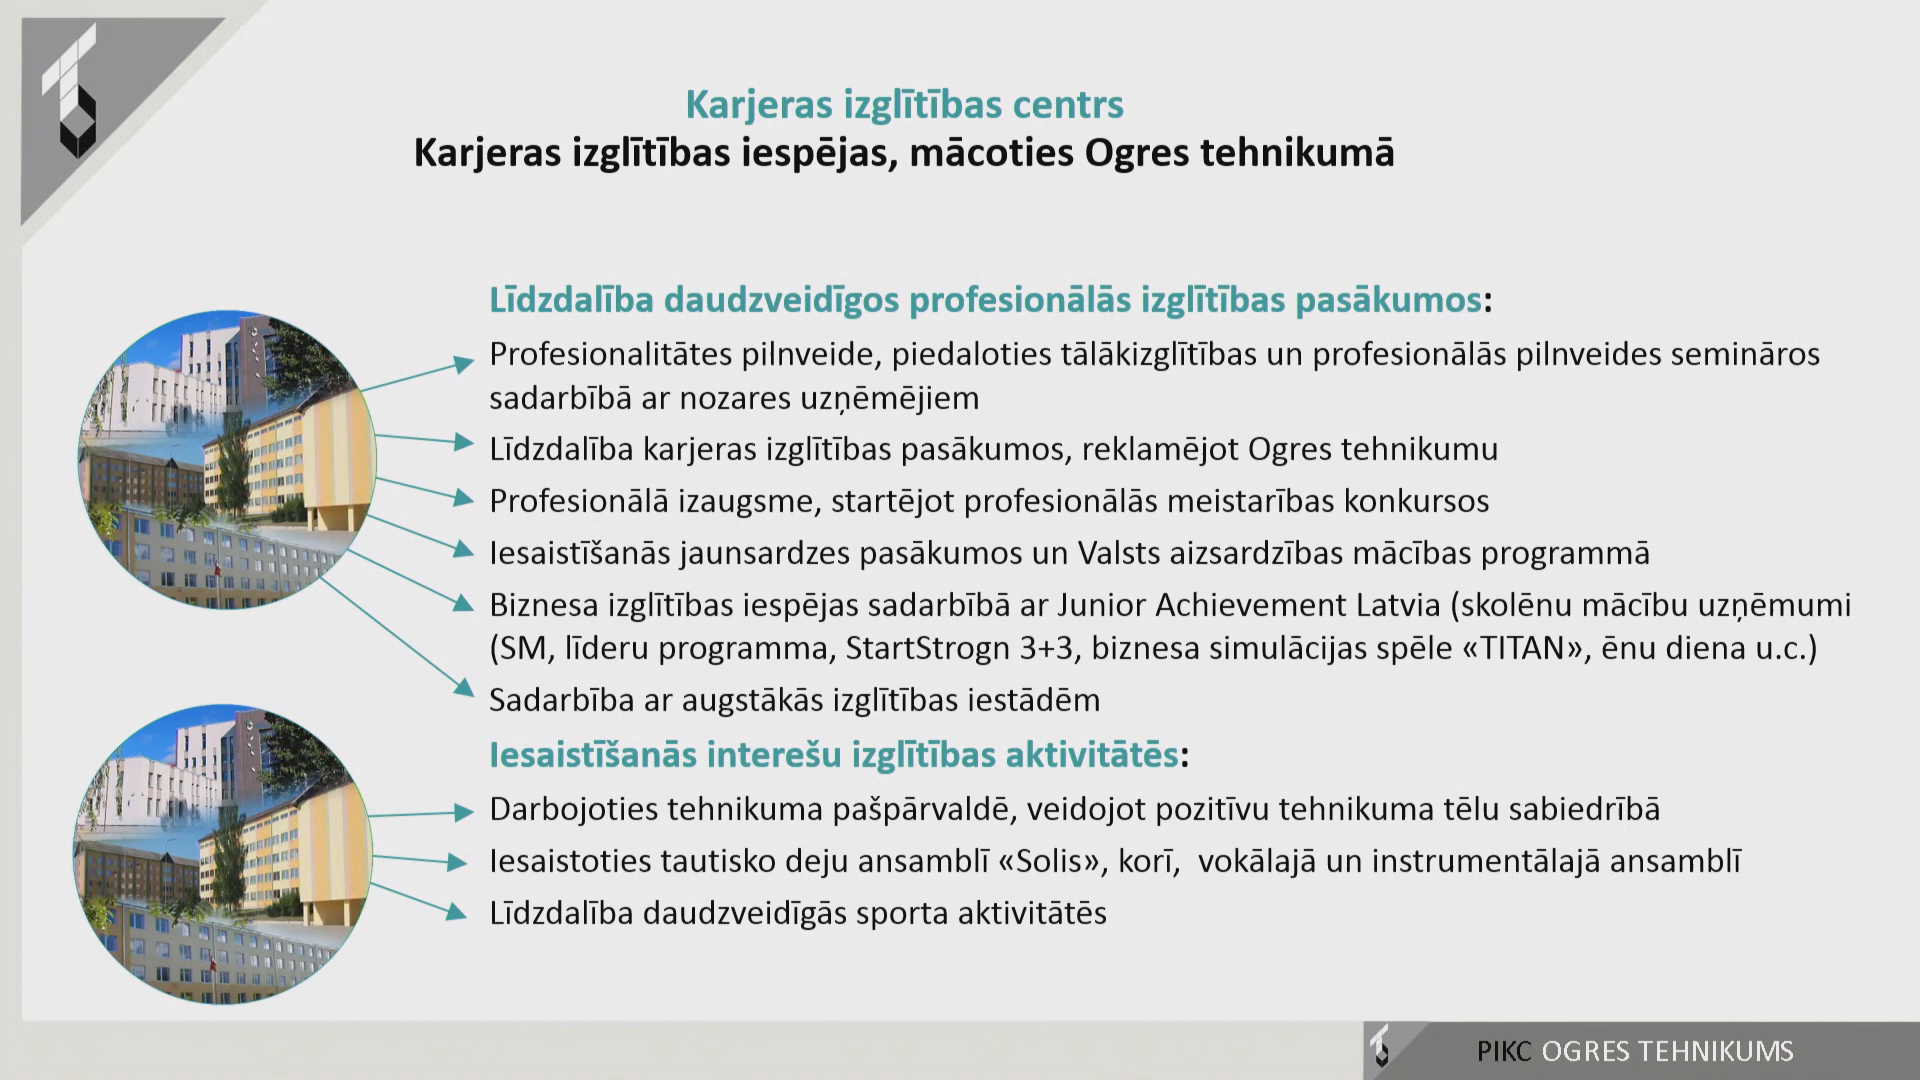 Karjeras izglītības centrs
Karjeras izglītības iespējas, mācoties Ogres tehnikumā
Līdzdalība daudzveidīgos profesionālās izglītības pasākumos:
Profesionalitātes pilnveide, piedaloties tālākizglītības un profesionālās pilnveides semināros
sadarbībā ar nozares uzņēmējiem
Līdzdalība karjeras izglītības pasākumos, reklamējot Ogres tehnikumu
Profesionālā izaugsme, startējot profesionālās meistarības konkursos
Iesaistīšanās jaunsardzes pasākumos un Valsts aizsardzības mācības programmā
Biznesa izglītības iespējas sadarbībā ar Junior Achievement Latvia (skolēnu mācību uzņēmumi
(SM, līderu programma, StartStrogn 3+3, biznesa simulācijas spēle «TITAN», ēnu diena u.c.)
Sadarbība ar augstākās izglītības iestādēm
Iesaistīšanās interešu izglītības aktivitātēs:
Darbojoties tehnikuma pašpārvaldē, veidojot pozitīvu tehnikuma tēlu sabiedrībā
Iesaistoties tautisko deju ansamblī «Solis», korī, vokālajā un instrumentālajā ansamblī
Līdzdalība daudzveidīgās sporta aktivitātēs
PIKC OGRES TEHNIKUMS